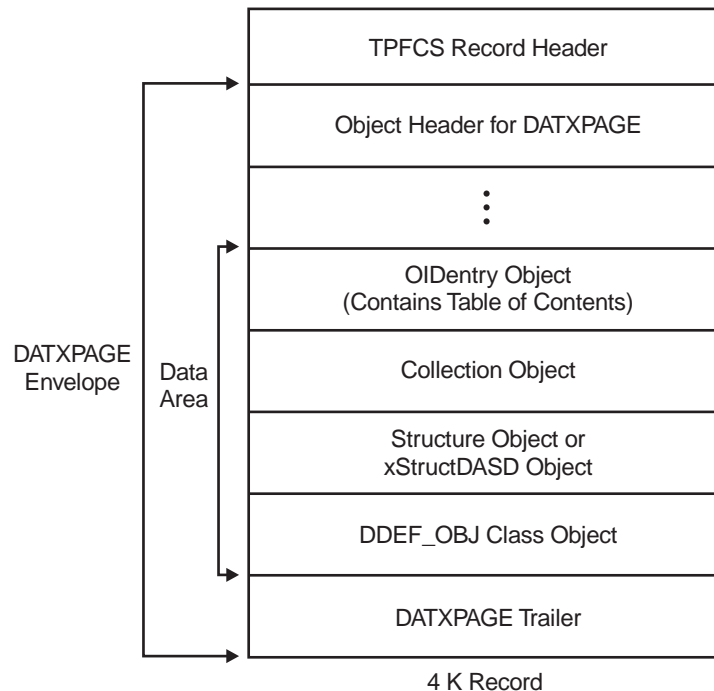 TPFCS Record Header
Object Header for DATXPAGE
OIDentry Object
(Contains Table of Contents)
DATXPAGE
Envelope
Data
Area
Collection Object
Structure Object or
xStructDASD Object
DDEF_OBJ Class Object
DATXPAGE Trailer
4 K Record